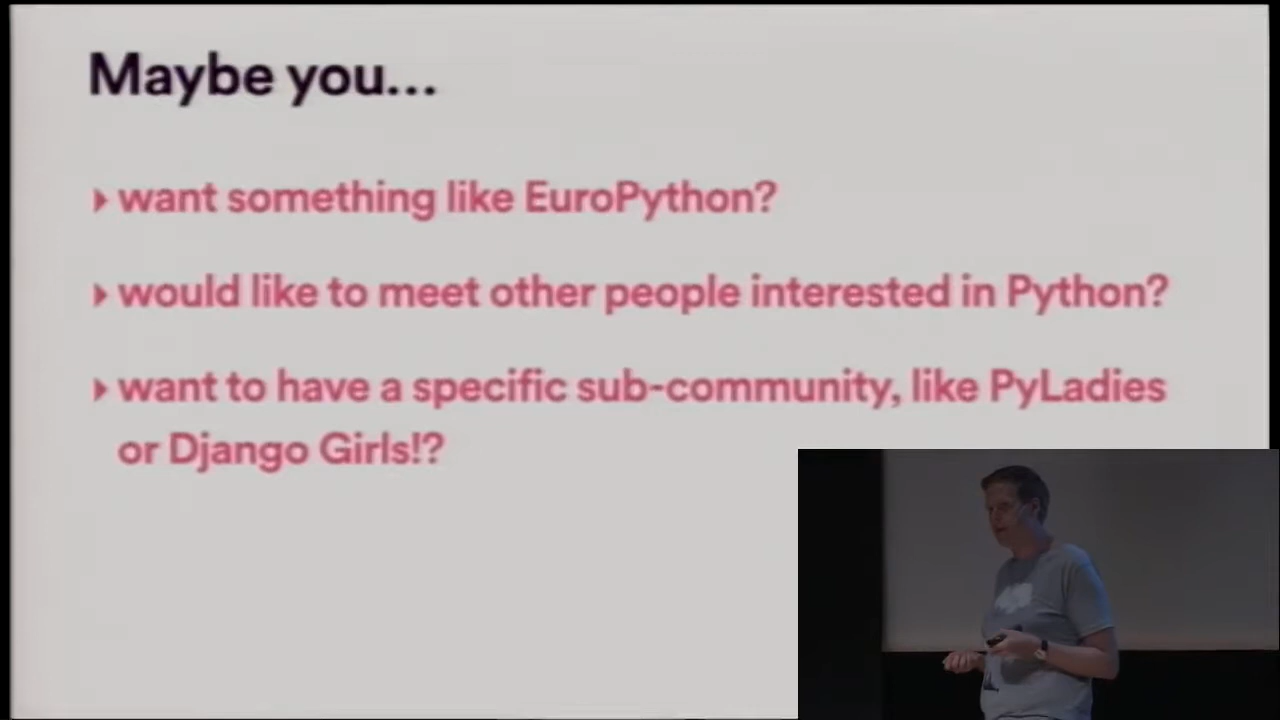 Maybe you...
want something like EuroPython?
would like to meet other people interested in Python?
want to have a specific sub-community, like PyLadies
or Django Girls!?